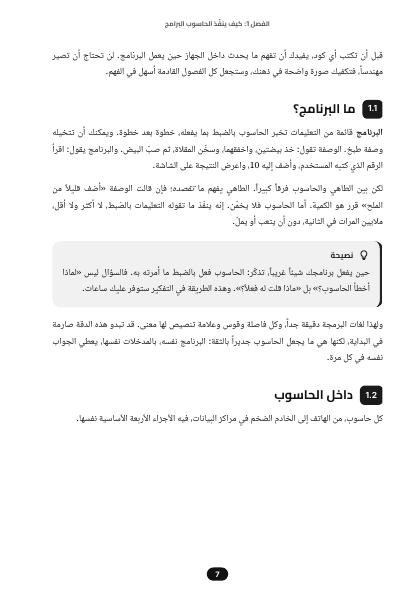 الفصل 1: كيف ينفّذ الحاسوب البرامج
قبل أن تكتب أي كود، يفيدك أن تفهم ما يحدث داخل الجهاز حين يعمل البرنامج. لن تحتاج أن تصير
مهندساً، فتكفيك صورة واضحة في ذهنك، وستجعل كل الفصول القادمة أسهل في الفهم.
1.1 ما البرنامج؟
البرنامج قائمة من التعليمات تخبر الحاسوب بالضبط بما يفعله، خطوة بعد خطوة. ويمكنك أن تتخيله
وصفة طبخ. الوصفة تقول: خذ بيضتين، واخفقهما، وسخّن المقلاة، ثم صبّ البيض. والبرنامج يقول: اقرأ
الرقم الذي كتبه المستخدم، وأضف إليه 10، واعرض النتيجة على الشاشة.
لكن بين الطاهي والحاسوب فرقاً كبيراً. الطاهي يفهم ما تقصده؛ فإن قالت الوصفة «أضف قليلاً من
الملح» قرر هو الكمية. أما الحاسوب فلا يخمّن. إنه ينفّذ ما تقوله التعليمات بالضبط، لا أكثر ولا أقل،
ملايين المرات في الثانية، دون أن يتعب أو يملّ.
نصيحة
حين يفعل برنامجك شيئاً غريباً، تذكّر: الحاسوب فعل بالضبط ما أمرته به. فالسؤال ليس «لماذا
أخطأ الحاسوب؟» بل «ماذا قلت له فعلاً؟». وهذه الطريقة في التفكير ستوفر عليك ساعات.
ولهذا لغات البرمجة دقيقة جداً، وكل فاصلة وقوس وعلامة تنصيص لها معنى. قد تبدو هذه الدقة صارمة
في البداية، لكنها هي ما يجعل الحاسوب جديراً بالثقة: البرنامج نفسه، بالمدخلات نفسها، يعطي الجواب
نفسه في كل مرة.
1.2 داخل الحاسوب
كل حاسوب، من الهاتف إلى الخادم الضخم في مراكز البيانات، فيه الأجزاء الأربعة الأساسية نفسها.
7